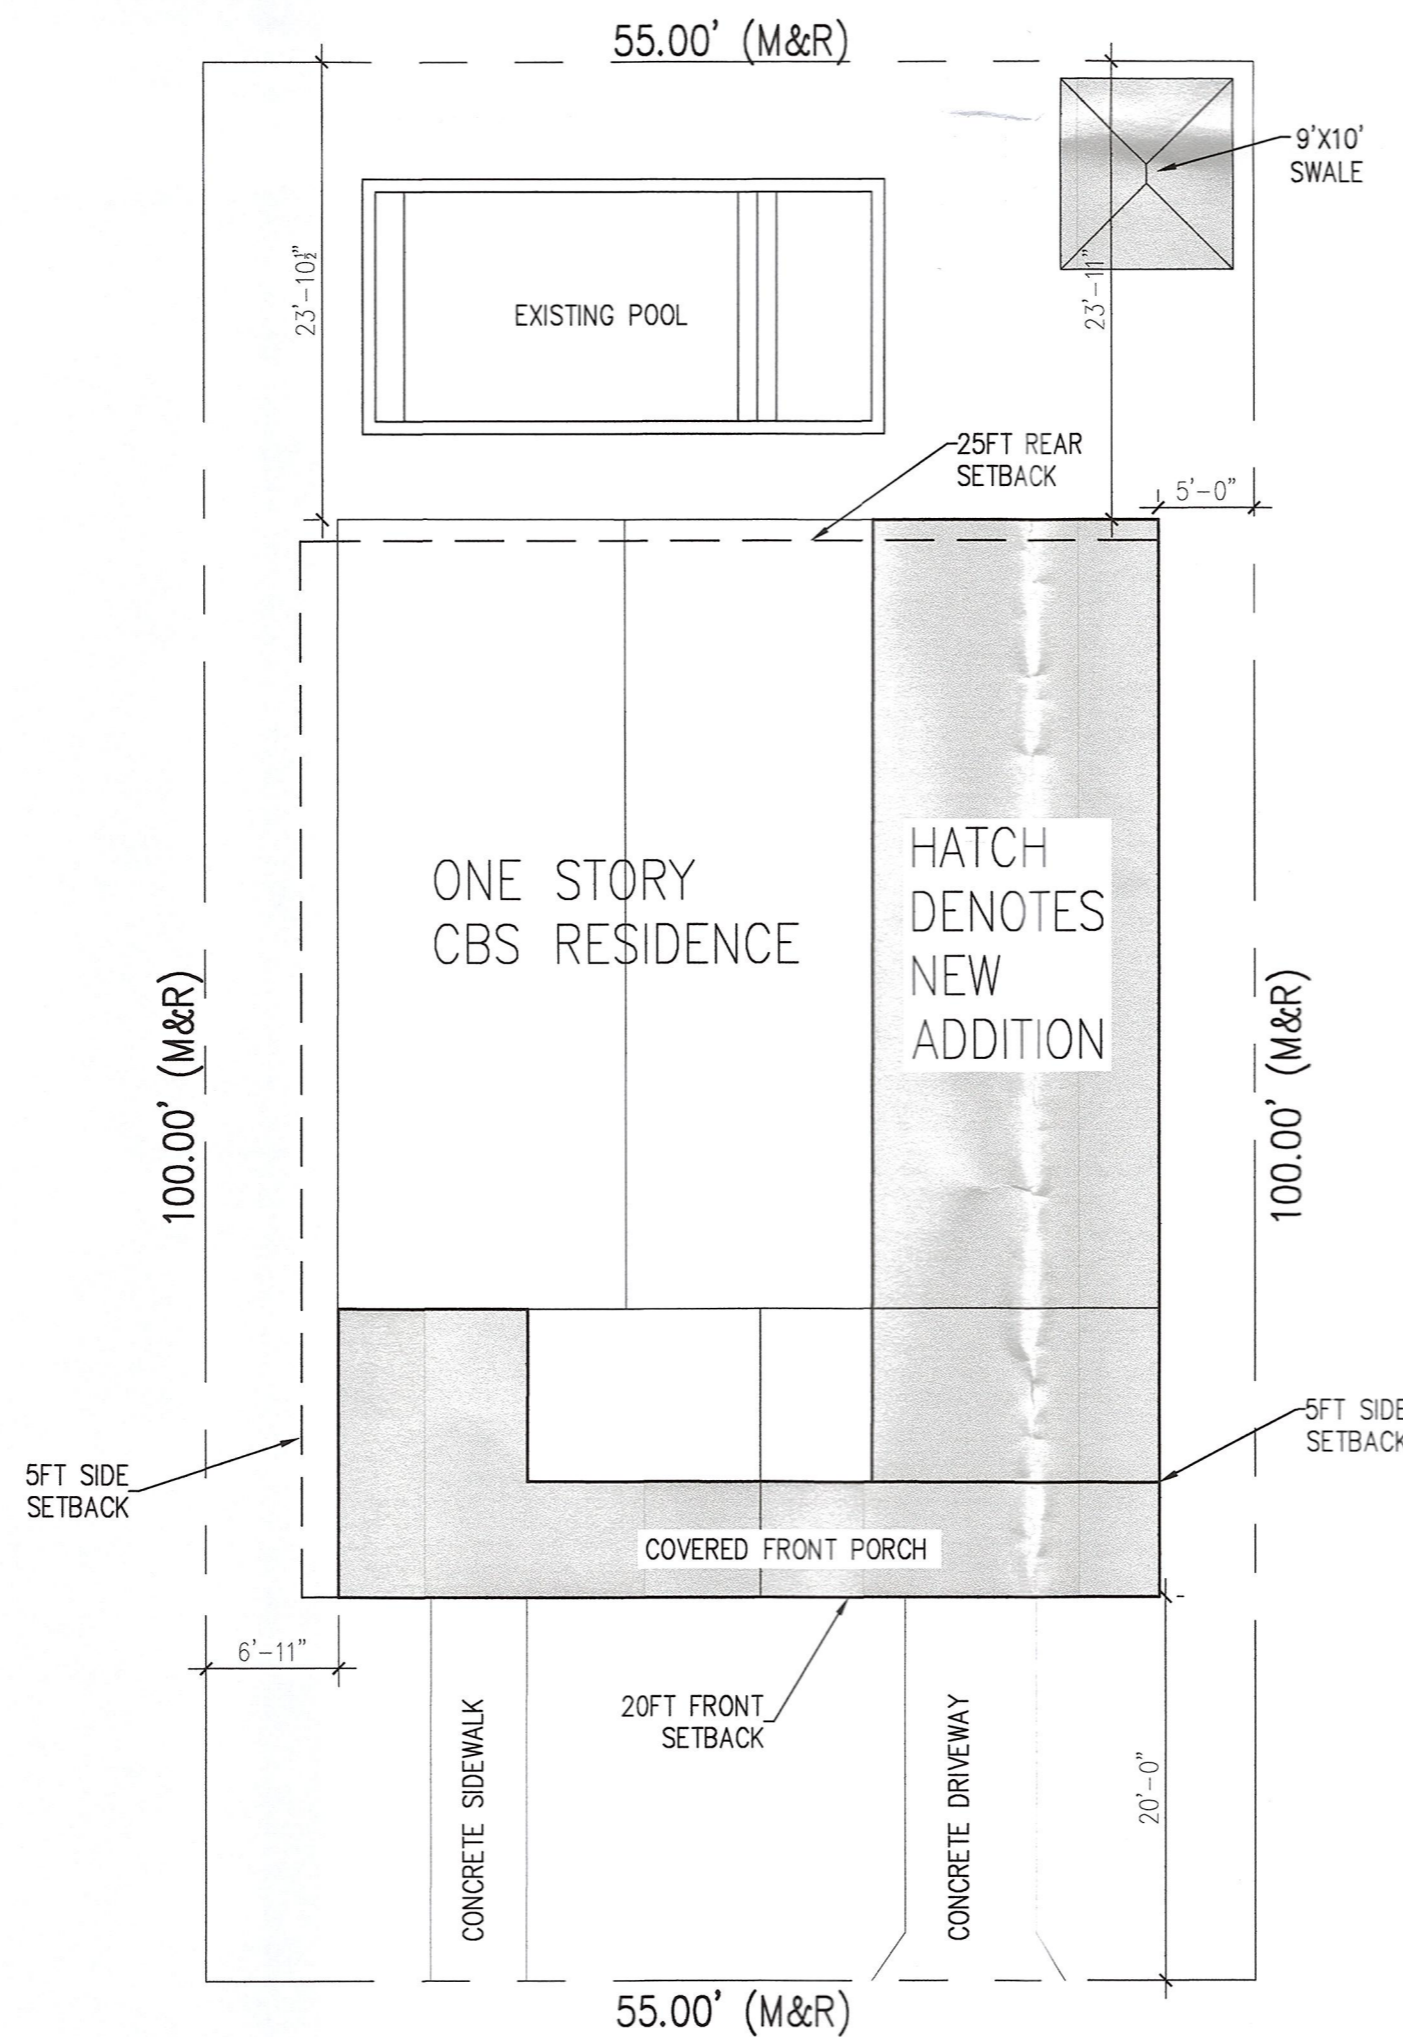 55.00' (M&R)
9'X10'
SWALE
23'-10½"
23'-11"
EXISTING POOL
25FT REAR
SETBACK
5'-0"
ONE STORY
CBS RESIDENCE
HATCH
DENOTES
NEW
ADDITION
100.00' (M&R)
100.00' (M&R)
5FT SIDE
SETBACK
5FT SIDE
SETBACK
COVERED FRONT PORCH
6'-11"
20FT FRONT
SETBACK
CONCRETE SIDEWALK
CONCRETE DRIVEWAY
20'-0"
55.00' (M&R)